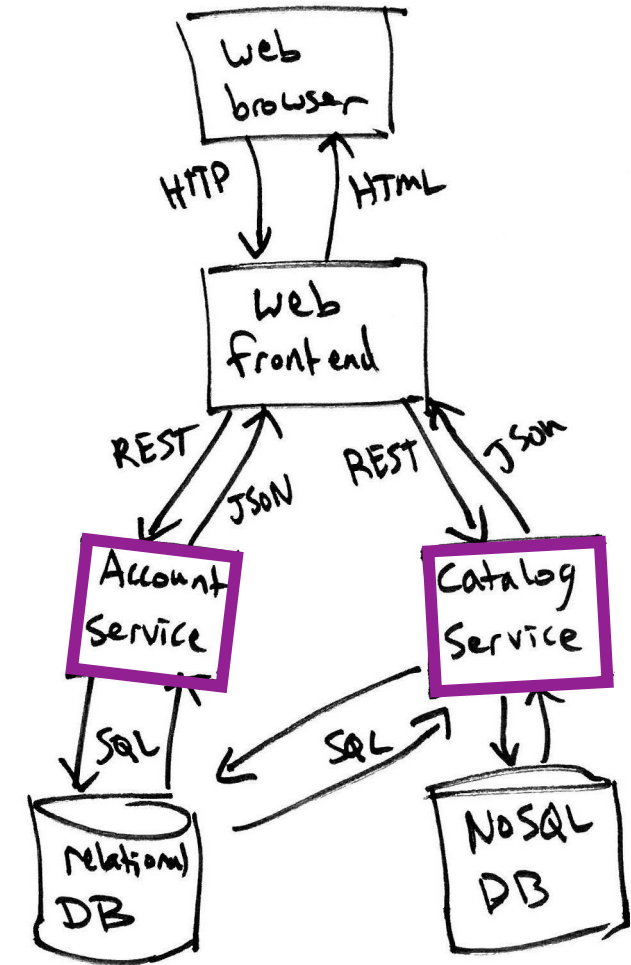 Web
browser
HTTP
HTML
Web
frontend
REST
JSON
REST
JSON
Account
Service
Catalog
Service
SQL
SQL
relational
DB
NoSQL
DB